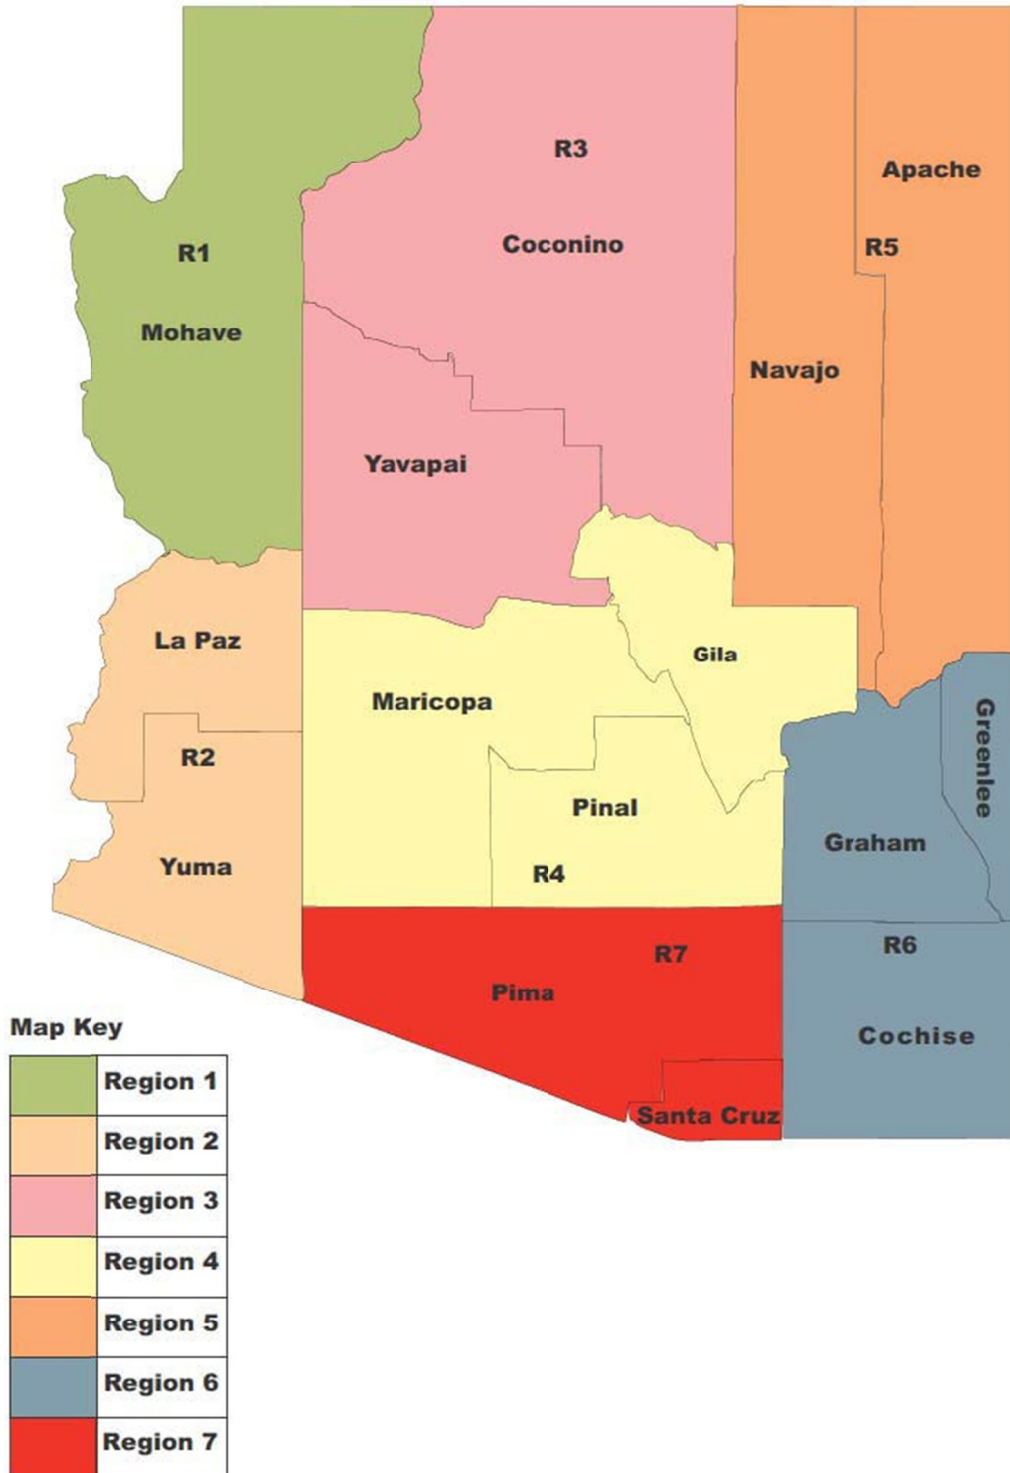 R3
Apache
Coconino
R5
R1
Mohave
Navajo
Yavapai
La Paz
Gila
Maricopa
Greenlee
R2
Pinal
Graham
Yuma
R4
R6
R7
Pima
Cochise
Santa Cruz
Map Key
Region 1
Region 2
Region 3
Region 4
Region 5
Region 6
Region 7